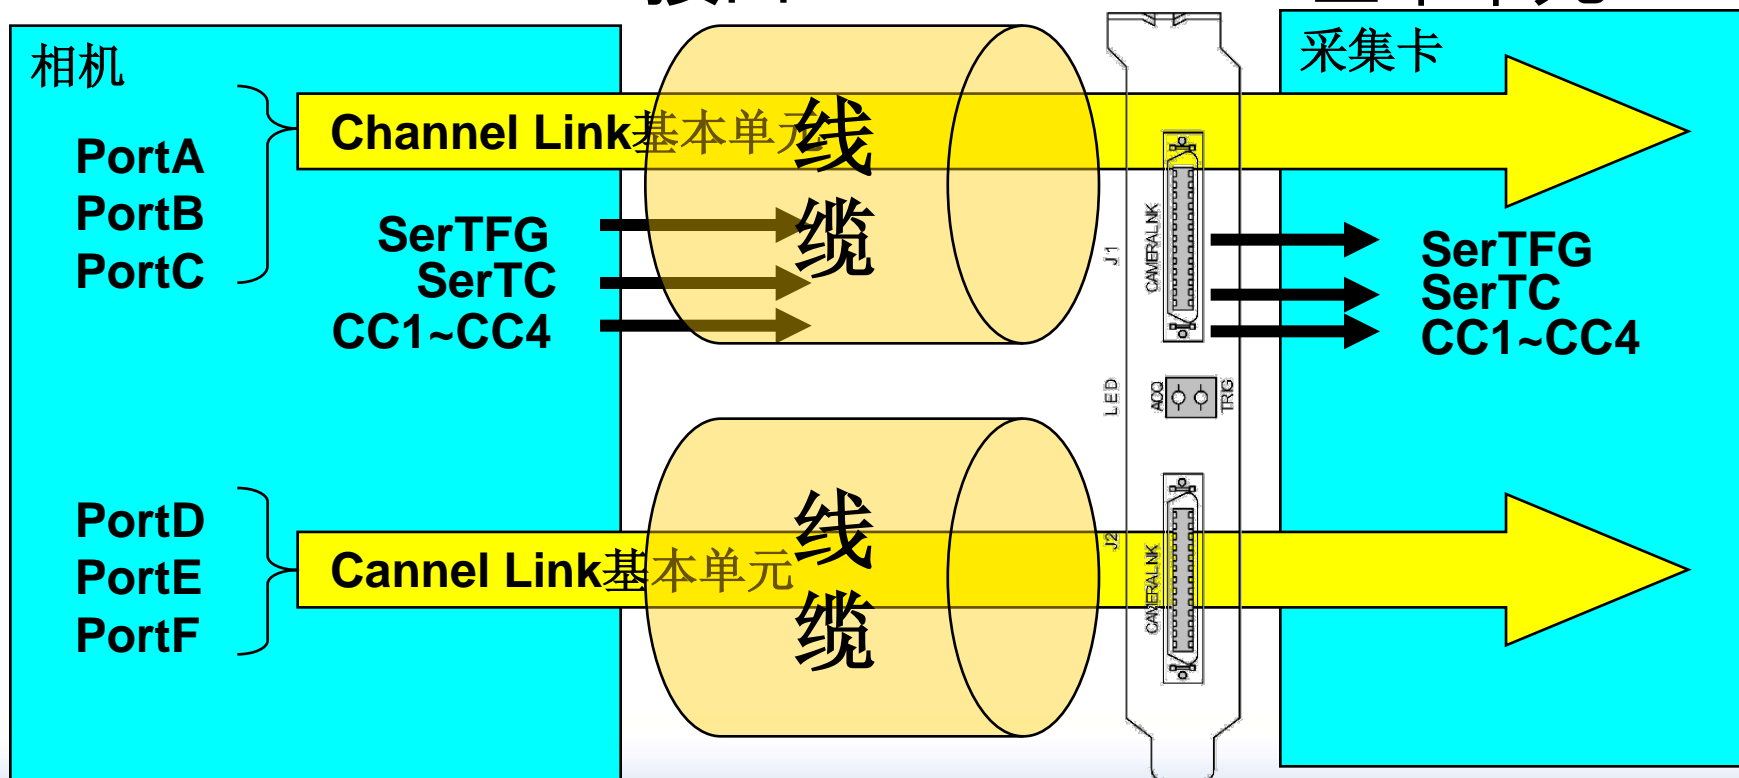 相机
PortA
PortB
PortC
Channel Link基本单元
SerTFG
SerTC
CC1~CC4
线
缆
J1
CAMERALINK
LED
ACQ
TRIG
采集卡
SerTFG
SerTC
CC1~CC4
PortD
PortE
PortF
Cannel Link基本单元
线
缆
J2
CAMERALINK